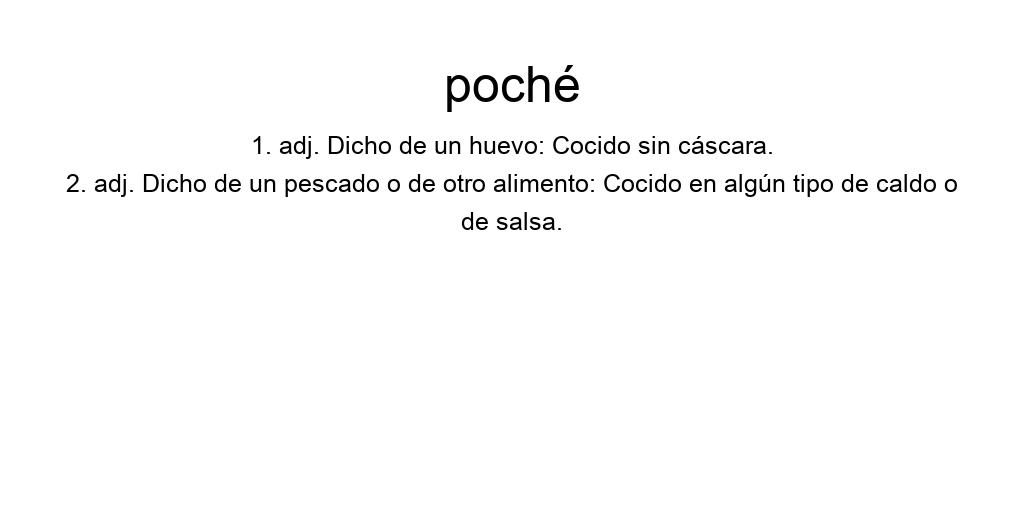 poché
1. adj. Dicho de un huevo: Cocido sin cáscara.
2. adj. Dicho de un pescado o de otro alimento: Cocido en algún tipo de caldo o
de salsa.